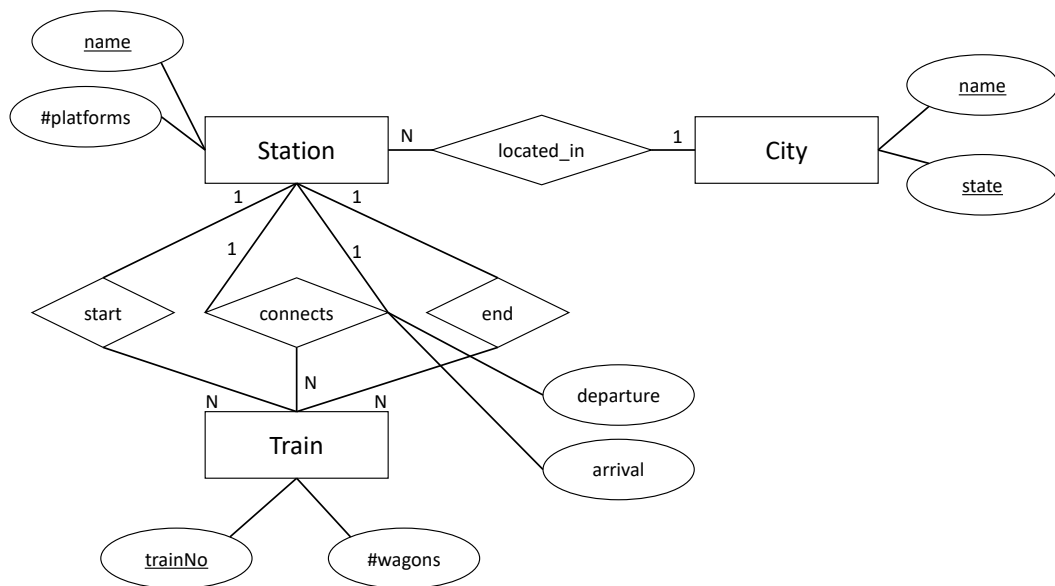 name
#platforms
Station
N
located_in
1
City
name
state
1
1
1
1
start
connects
end
departure
arrival
N
N
N
Train
trainNo
#wagons